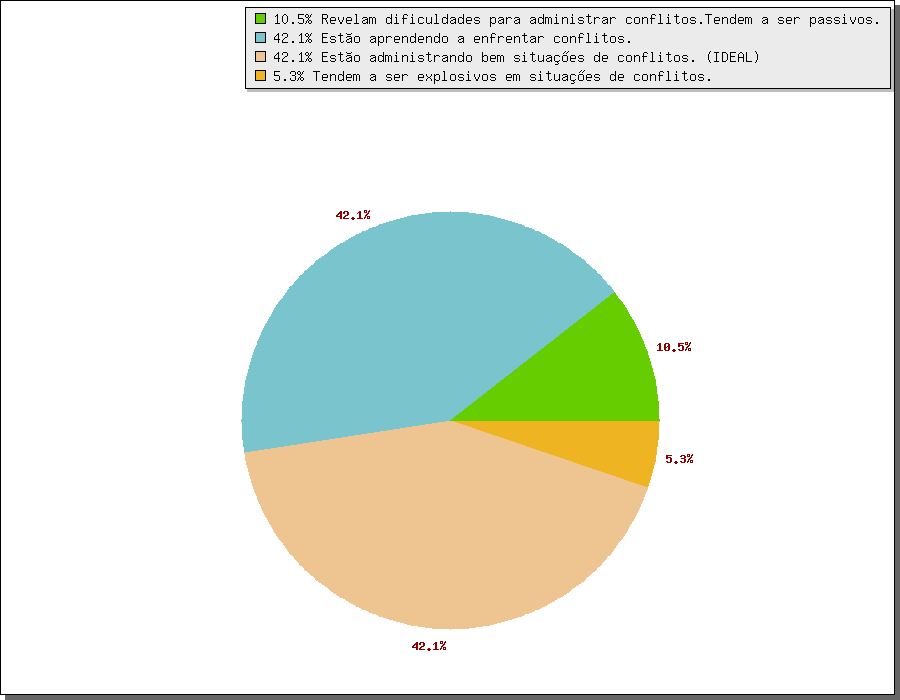 10.5% Revelam dificuldades para administrar conflitos.Tendem a ser passivos.
42.1% Estão aprendendo a enfrentar conflitos.
42.1% Estão administrando bem situações de conflitos. (IDEAL)
5.3% Tendem a ser explosivos em situações de conflitos.
42.1%
10.5%
5.3%
42.1%